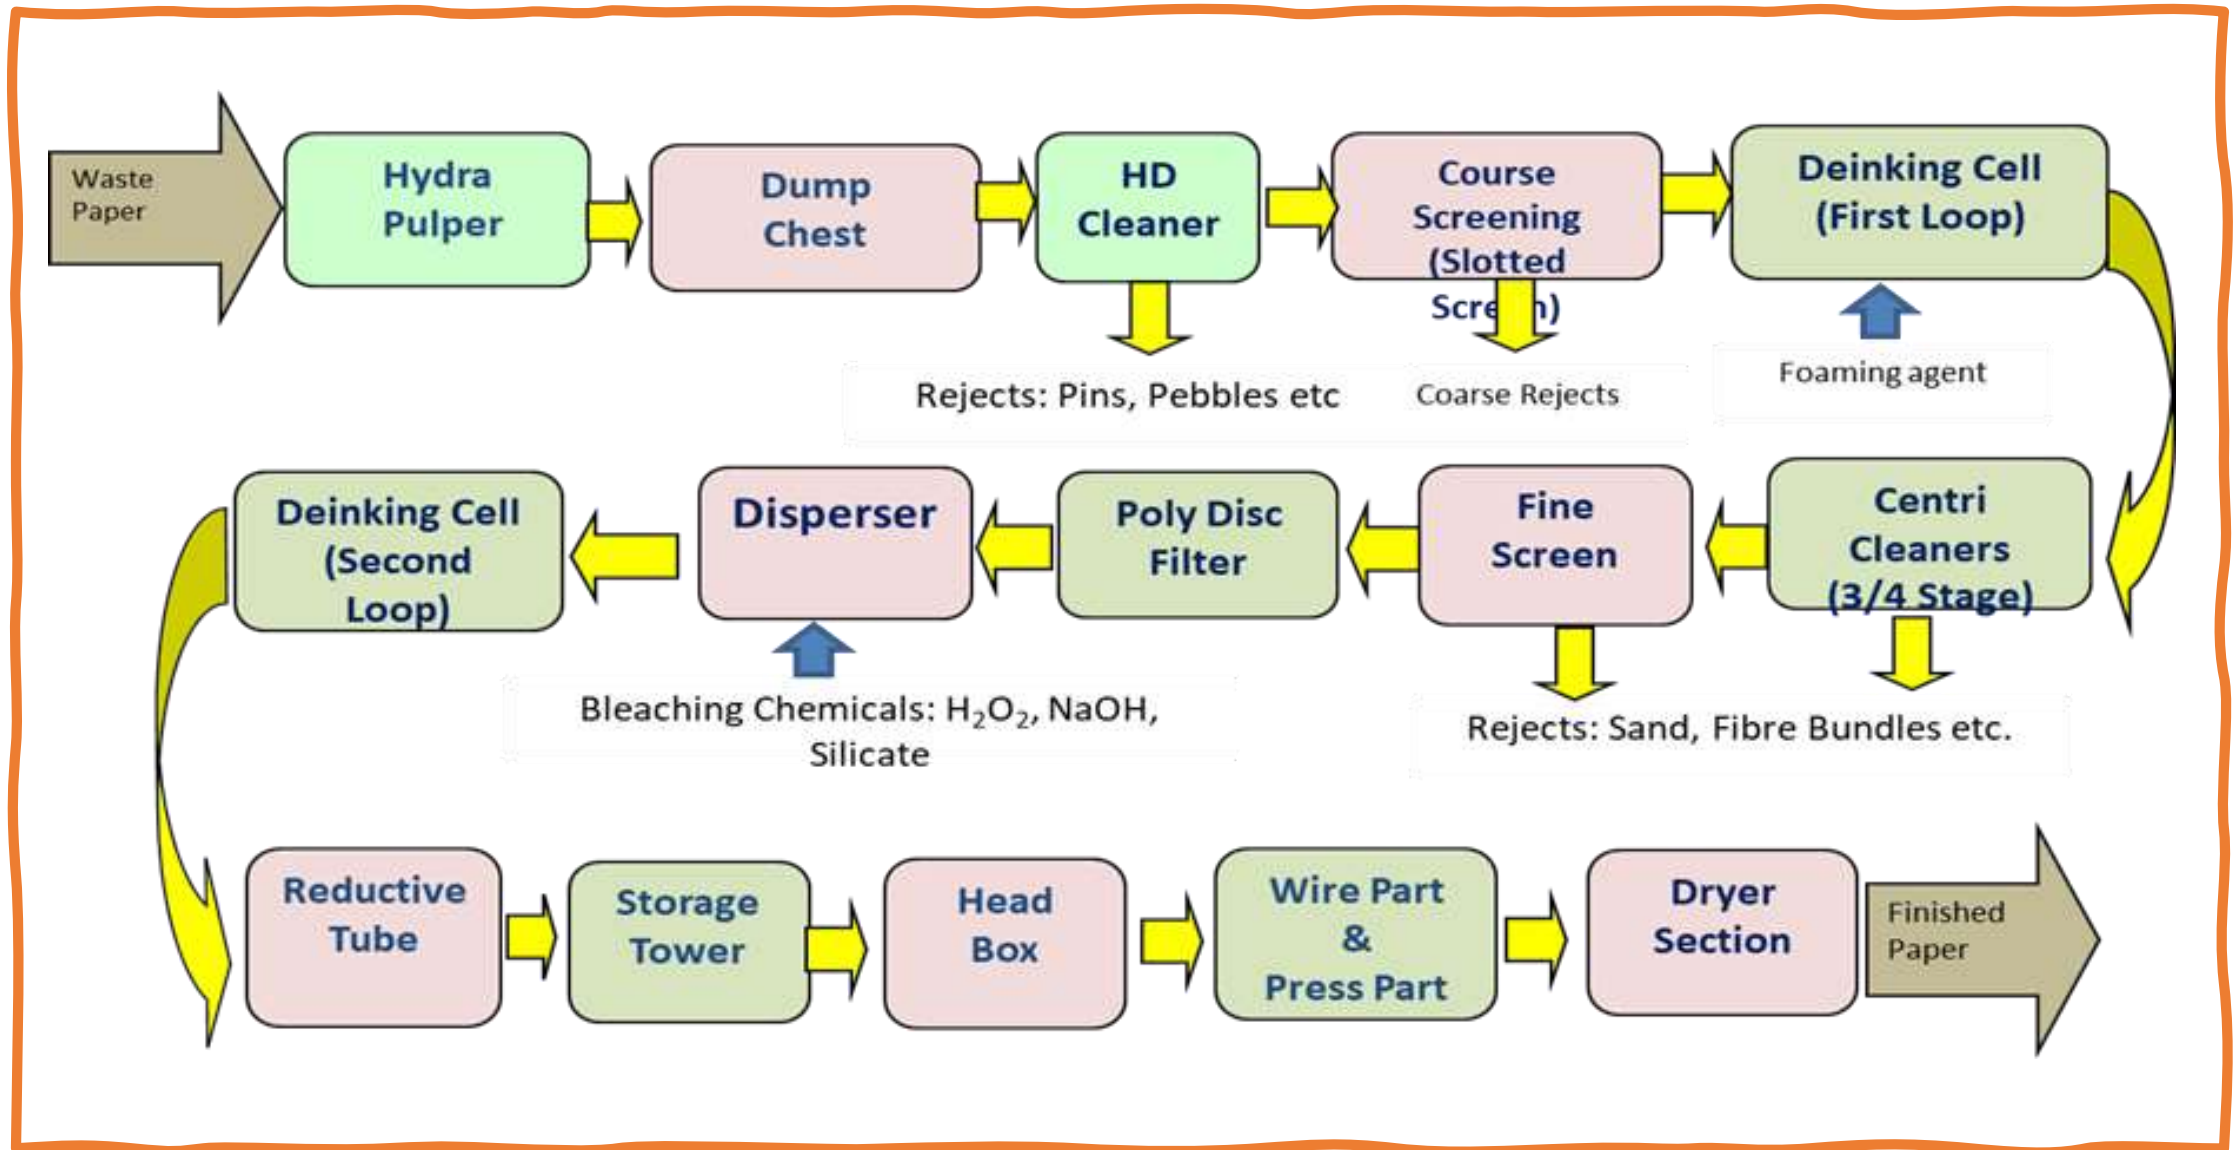 Waste
Paper
Hydra
Pulper
Dump
Chest
HD
Cleaner
Course
Screening
(Slotted
Screen)
Deinking Cell
(First Loop)
Rejects: Pins, Pebbles etc
Coarse Rejects
Foaming agent
Deinking Cell
(Second
Loop)
Disperser
Poly Disc
Filter
Fine
Screen
Centri
Cleaners
(3/4 Stage)
Bleaching Chemicals: H₂O₂, NaOH,
Silicate
Rejects: Sand, Fibre Bundles etc.
Reductive
Tube
Storage
Tower
Head
Box
Wire Part
&
Press Part
Dryer
Section
Finished
Paper